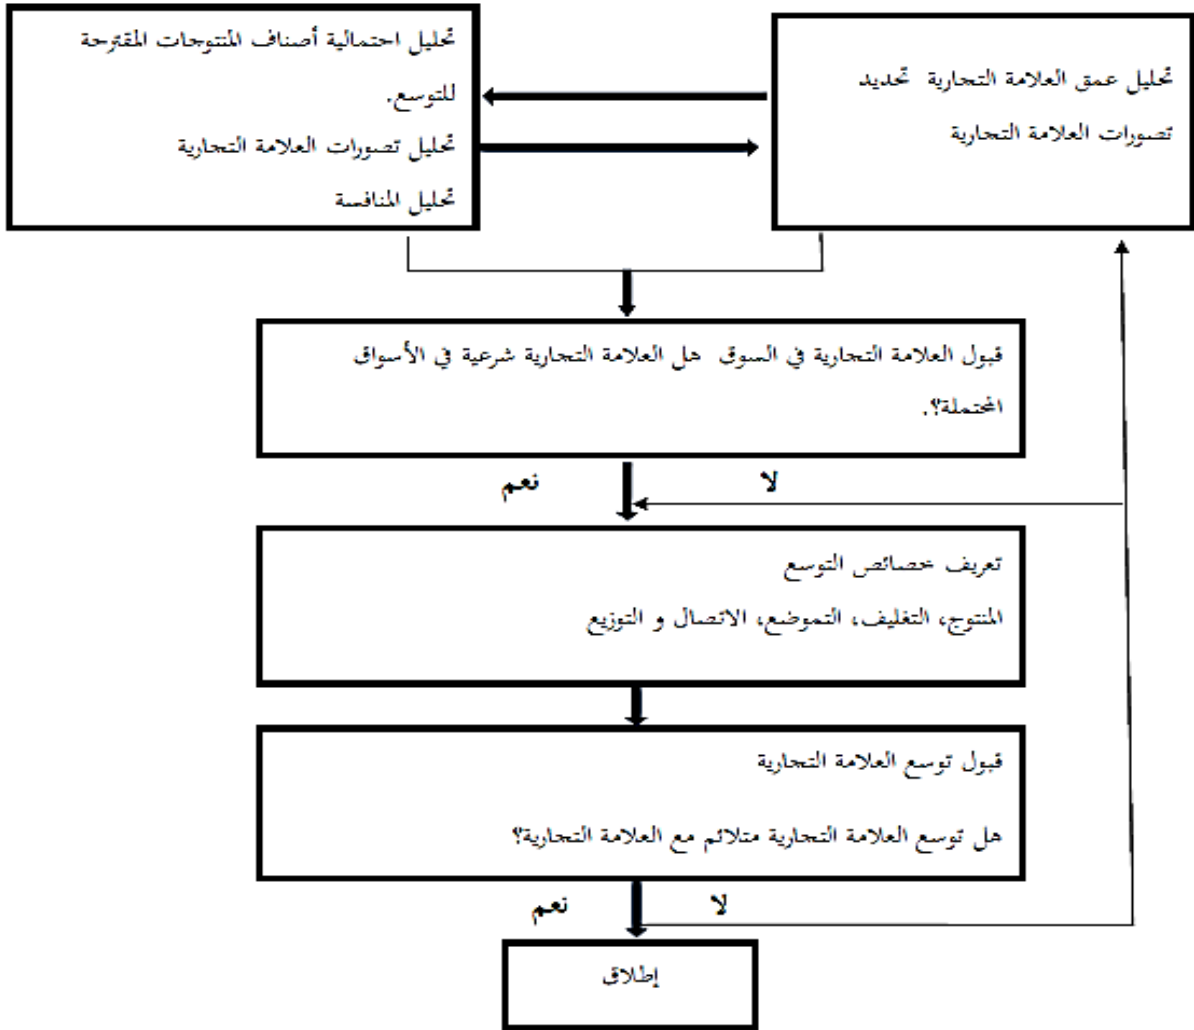 تحليل عمق العلامة التجارية تحديد
تصورات العلامة التجارية
تحليل احتمالية أصناف المنتوجات المقترحة
للتوسع.
تحليل تصورات العلامة التجارية
تحليل المنافسة
قبول العلامة التجارية في السوق هل العلامة التجارية شرعية في الأسواق
المحتملة؟.
لا
نعم
تعريف خصائص التوسع
المنتوج، التغليف، التموضع، الاتصال و التوزيع
قبول توسع العلامة التجارية
هل توسع العلامة التجارية متلائم مع العلامة التجارية؟
لا
نعم
إطلاق